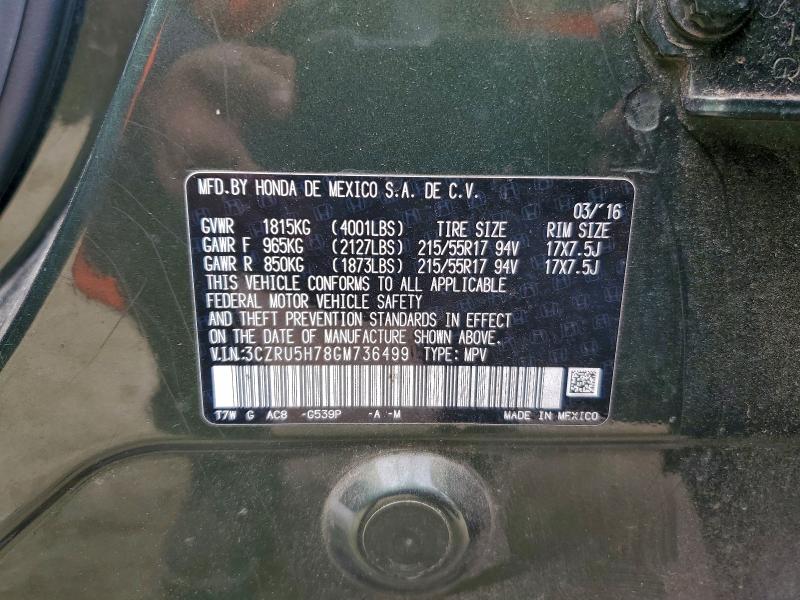 MFD.BY HONDA DE MEXICO S.A. DE C.V.
03/'16
GVWR 1815KG (4001LBS) TIRE SIZE RIM SIZE
GAWR F 965KG (2127LBS) 215/55R17 94V 17X7.5J
GAWR R 850KG (1873LBS) 215/55R17 94V 17X7.5J
THIS VEHICLE CONFORMS TO ALL APPLICABLE
FEDERAL MOTOR VEHICLE SAFETY
AND THEFT PREVENTION STANDARDS IN EFFECT
ON THE DATE OF MANUFACTURE SHOWN ABOVE.
V.I.N:3CZRU5H78GM736499 TYPE: MPV
T7W G AC8 -G539P -A -M MADE IN MEXICO